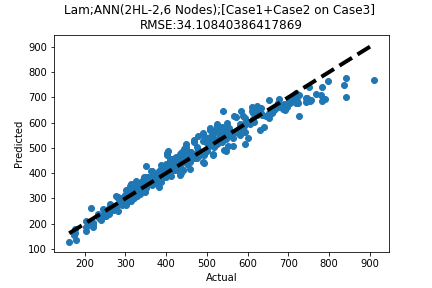 Lam;ANN(2HL-2,6 Nodes);[Case1+Case2 on Case3]
RMSE:34.10840386417869
900
800
700
600
500
400
300
200
100
Predicted
200 300 400 500 600 700 800 900
Actual